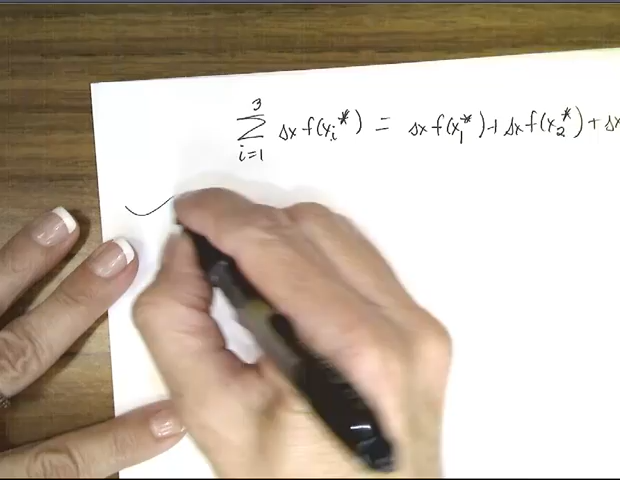 3
∑ Δx f(xᵢ*) = Δx f(x₁*) + Δx f(x₂*) + Δx
i=1